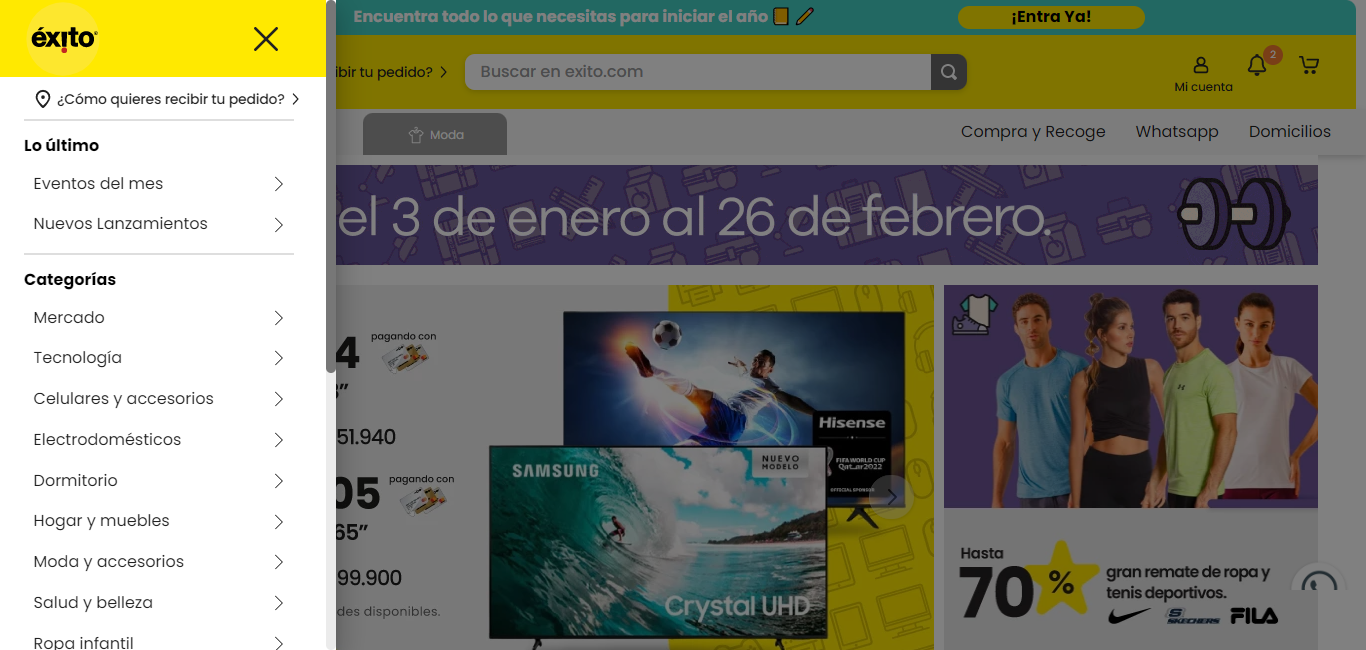 éxito
¿Cómo quieres recibir tu pedido?
Lo último
Eventos del mes
Nuevos Lanzamientos
Categorías
Mercado
Tecnología
Celulares y accesorios
Electrodomésticos
Dormitorio
Hogar y muebles
Moda y accesorios
Salud y belleza
Ropa infantil
Encuentra todo lo que necesitas para iniciar el año
¡Entra Ya!
ibir tu pedido?
Buscar en exito.com
Mi cuenta
2
Moda
Compra y Recoge
Whatsapp
Domicilios
el 3 de enero al 26 de febrero.
4
pagando con
3”
51.940
05
pagando con
65”
99.900
des disponibles.
Hisense
FIFA WORLD CUP
Qatar2022
OFFICIAL SPONSOR
SAMSUNG
NUEVO
MODELO
Crystal UHD
Hasta
70%
gran remate de ropa y
tenis deportivos.
SKECHERS
FILA